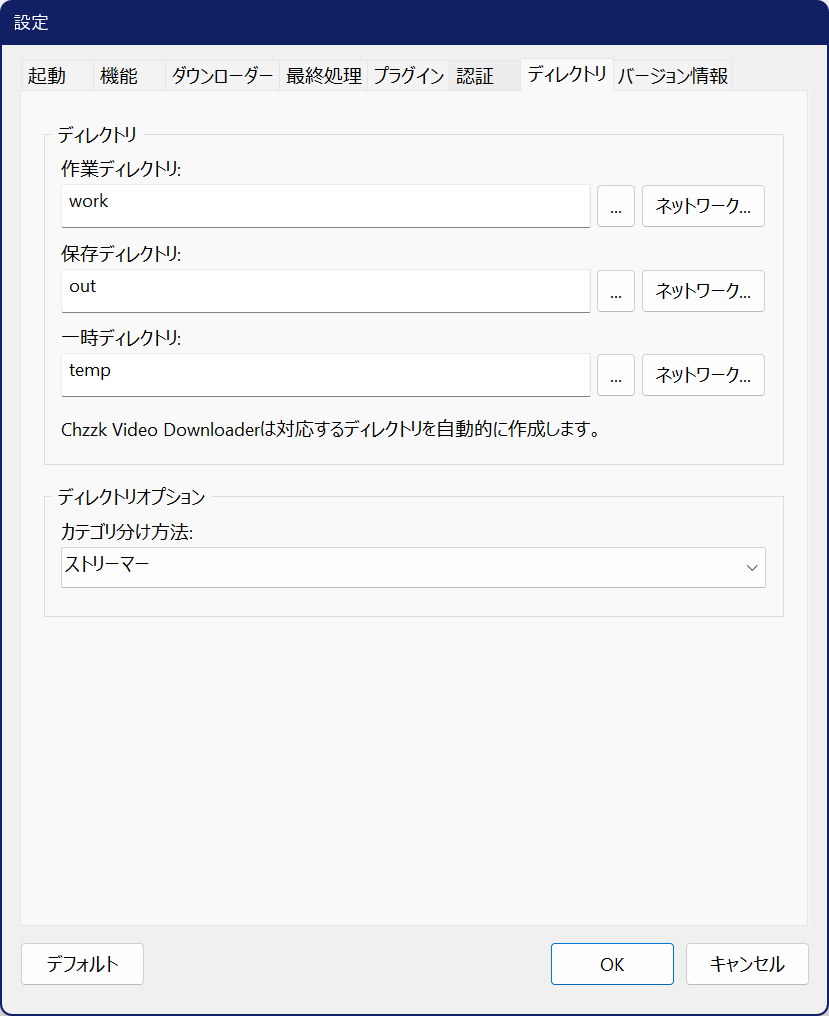 設定
起動 機能 ダウンローダー 最終処理 プラグイン 認証 ディレクトリ バージョン情報
ディレクトリ
作業ディレクトリ:
work ... ネットワーク...
保存ディレクトリ:
out ... ネットワーク...
一時ディレクトリ:
temp ... ネットワーク...
Chzzk Video Downloaderは対応するディレクトリを自動的に作成します。
ディレクトリオプション
カテゴリ分け方法:
ストリーマー
デフォルト OK キャンセル